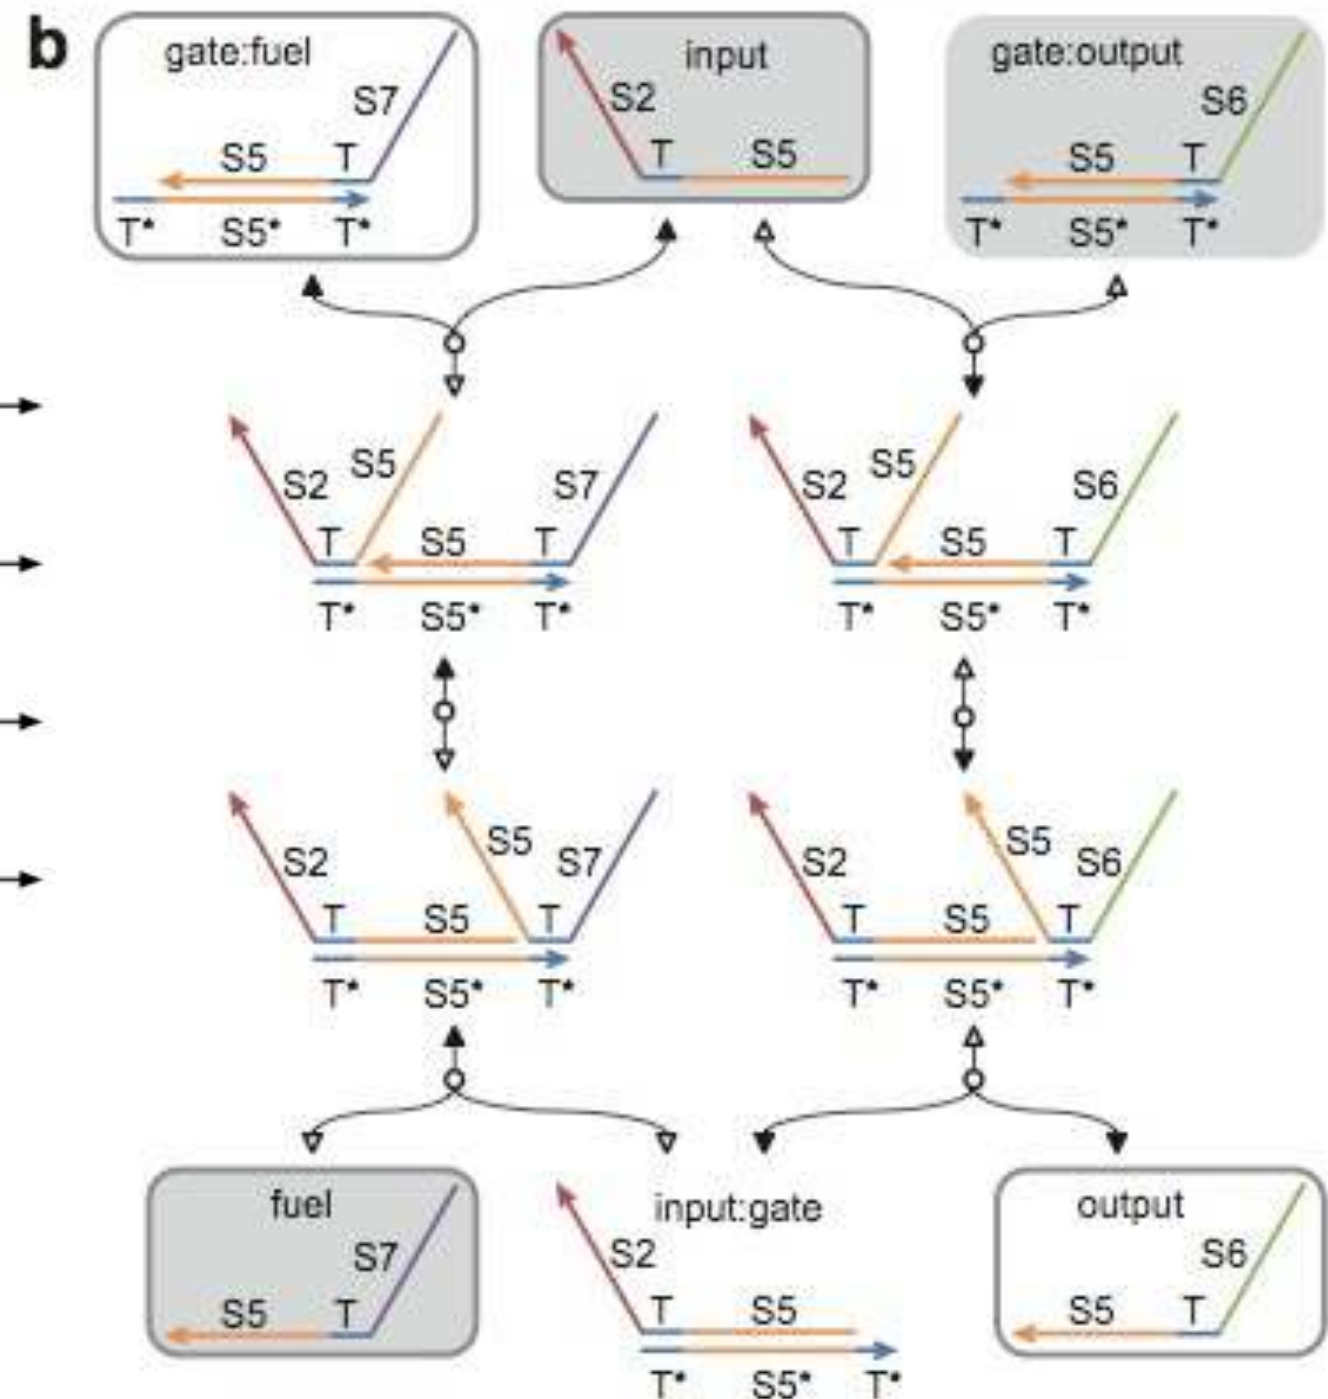 b
gate:fuel
S7
S5 T
T* S5* T*
input
S2
T S5
gate:output
S6
S5 T
T* S5* T*
S2 S5 S7
T S5 T
T* S5* T*
S2 S5 S6
T S5 T
T* S5* T*
S2 S5 S7
T S5 T
T* S5* T*
S2 S5 S6
T S5 T
T* S5* T*
fuel
S7
S5 T
input:gate
S2
T S5
T* S5* T*
output
S6
S5 T